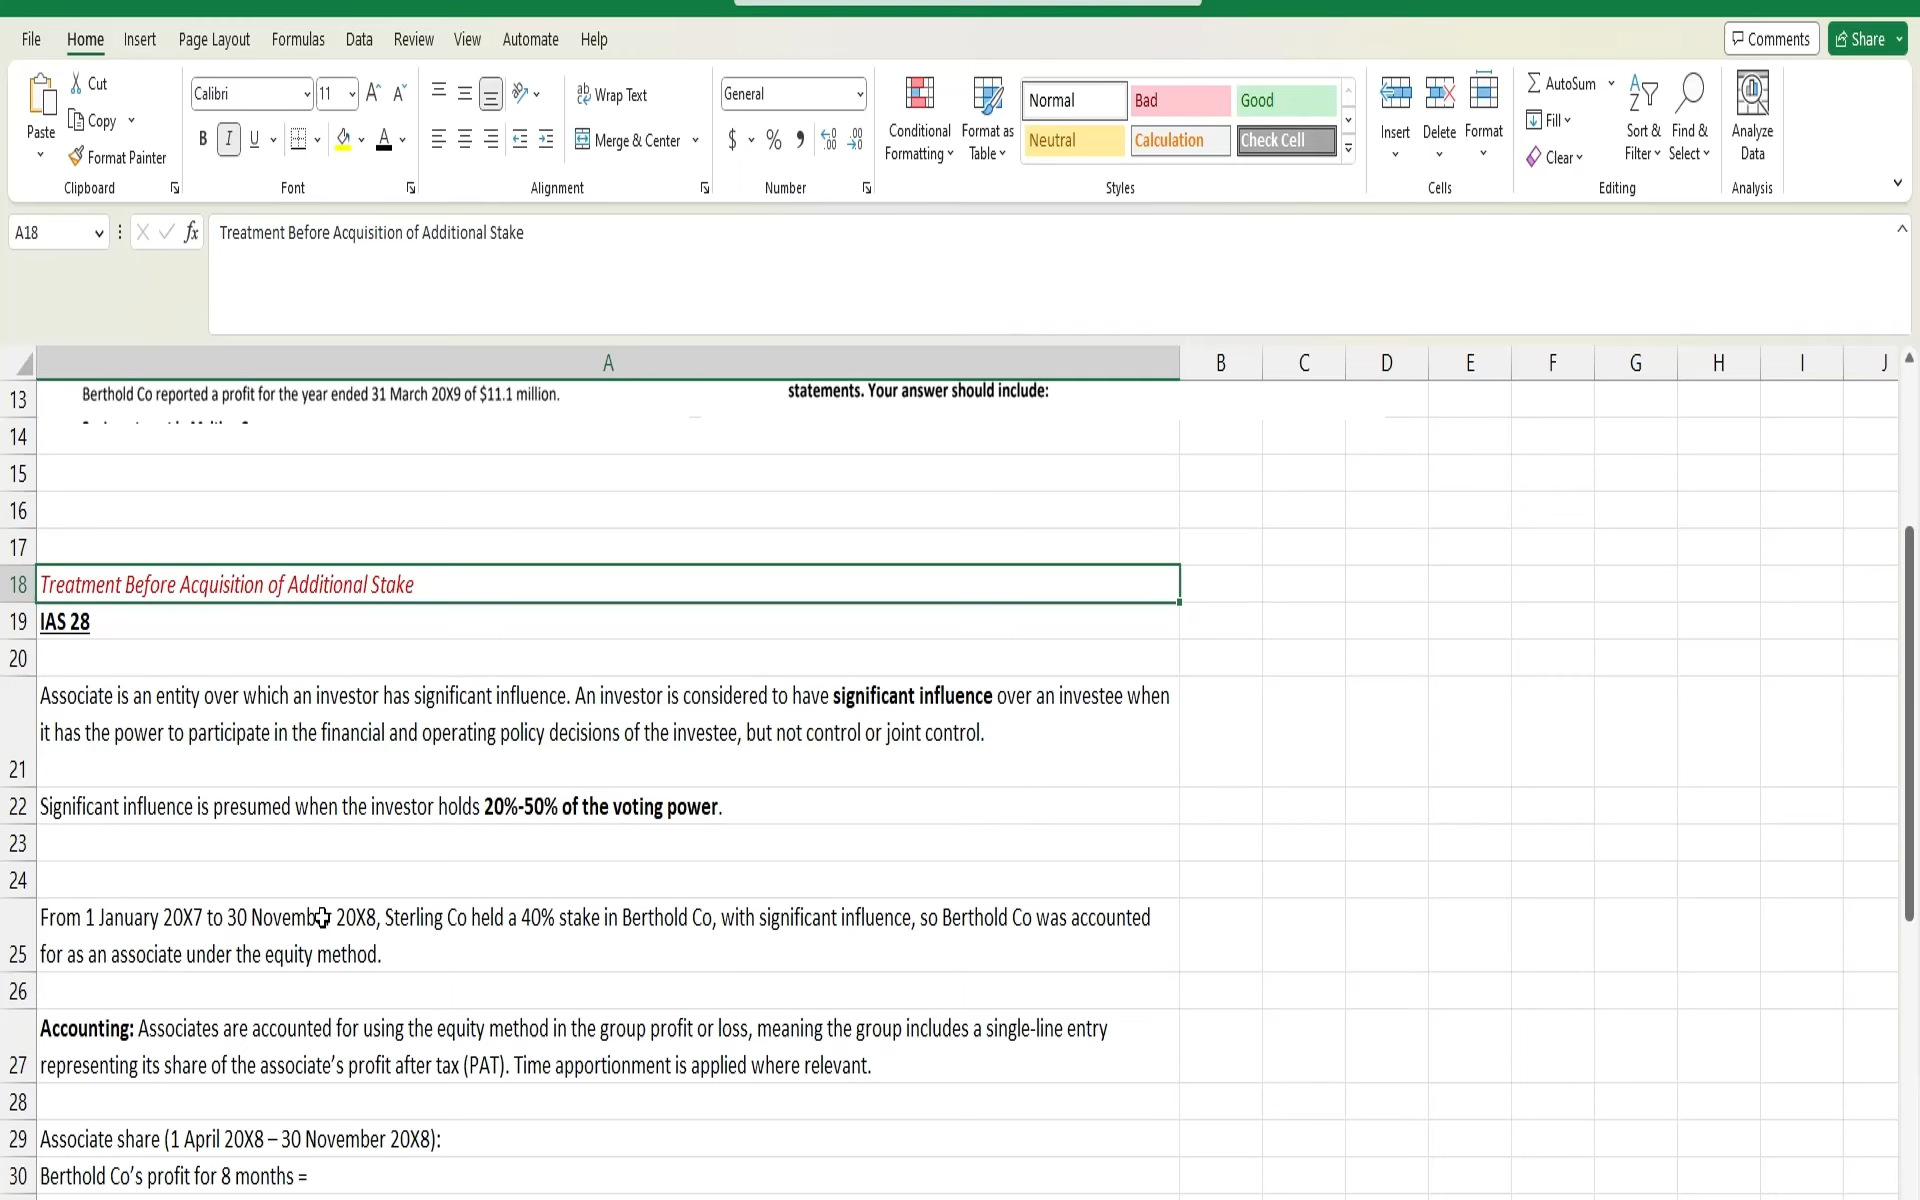 File Home Insert Page Layout Formulas Data Review View Automate Help Comments Share
Paste Cut Copy Format Painter Clipboard
Calibri 11 A A B I U A Font
ab Wrap Text Merge & Center Alignment
General $ % , .00 Number
Conditional Formatting Format as Table Normal Bad Good Neutral Calculation Check Cell Styles
Insert Delete Format Cells
AutoSum Fill Clear Sort & Filter Find & Select Editing
Analyze Data Analysis
A18 fx Treatment Before Acquisition of Additional Stake
A B C D E F G H I J
13 Berthold Co reported a profit for the year ended 31 March 20X9 of $11.1 million. statements. Your answer should include:
14
15
16
17
18 Treatment Before Acquisition of Additional Stake
19 IAS 28
20
Associate is an entity over which an investor has significant influence. An investor is considered to have significant influence over an investee when
it has the power to participate in the financial and operating policy decisions of the investee, but not control or joint control.
21
22 Significant influence is presumed when the investor holds 20%-50% of the voting power.
23
24
From 1 January 20X7 to 30 November 20X8, Sterling Co held a 40% stake in Berthold Co, with significant influence, so Berthold Co was accounted
25 for as an associate under the equity method.
26
Accounting: Associates are accounted for using the equity method in the group profit or loss, meaning the group includes a single-line entry
27 representing its share of the associate’s profit after tax (PAT). Time apportionment is applied where relevant.
28
29 Associate share (1 April 20X8 – 30 November 20X8):
30 Berthold Co’s profit for 8 months =